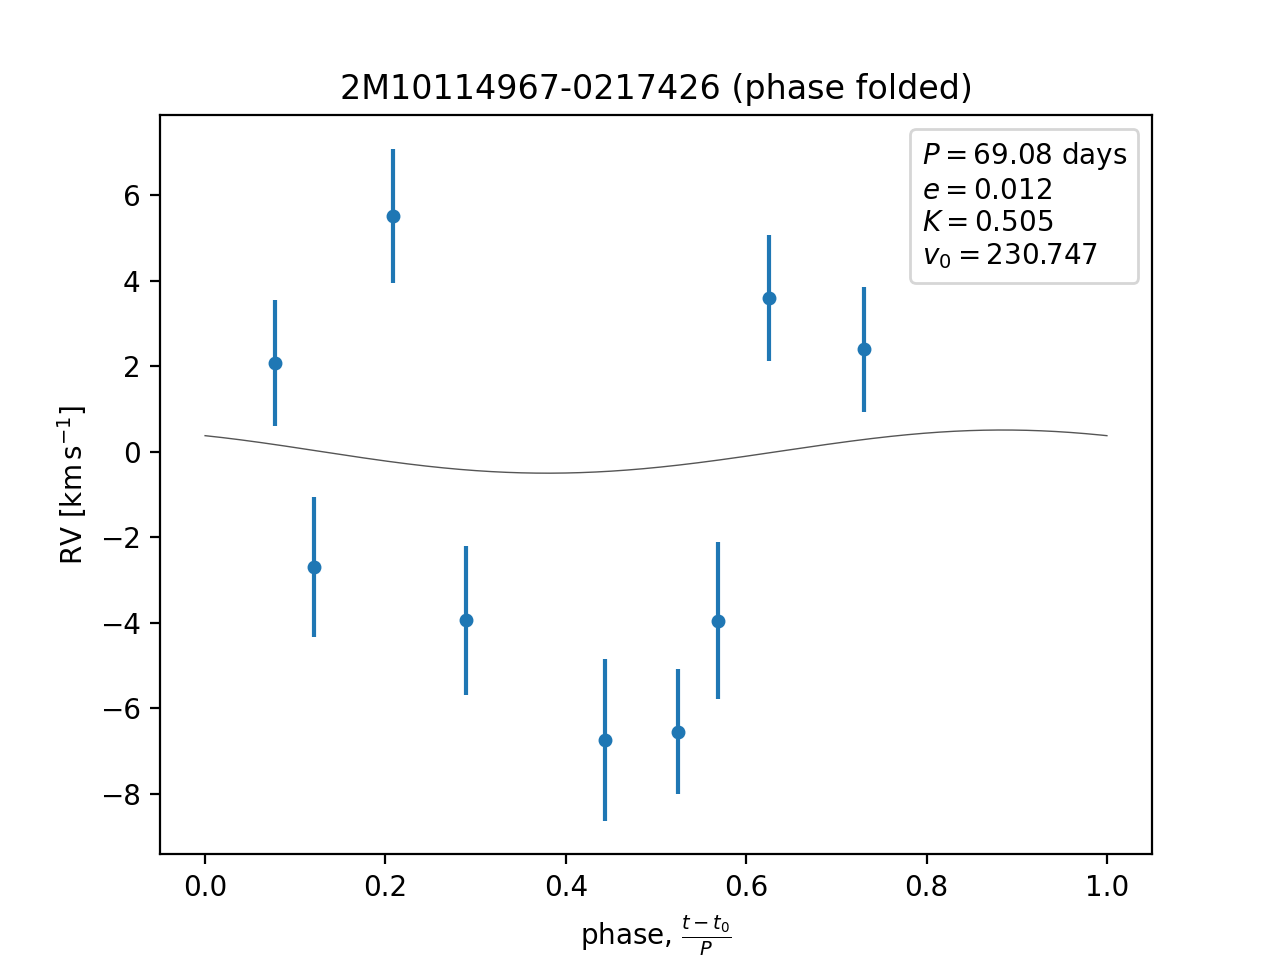 2M10114967-0217426 (phase folded)
P = 69.08 days
e = 0.012
K = 0.505
v₀ = 230.747
RV [km s⁻¹]
6
4
2
0
−2
−4
−6
−8
0.0 0.2 0.4 0.6 0.8 1.0
phase, (t − t₀)/P